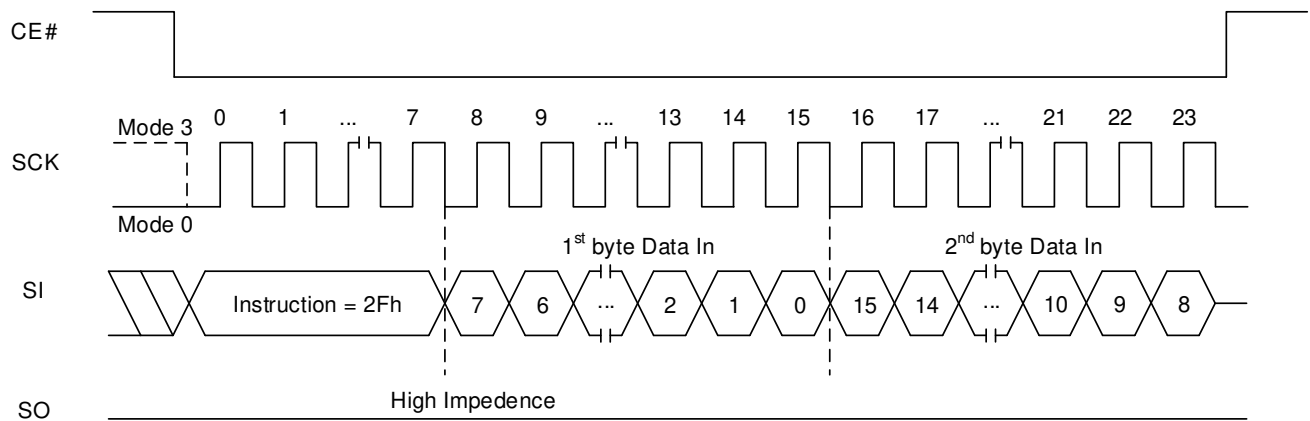 CE#
0 1 ... 7 8 9 ... 13 14 15 16 17 ... 21 22 23
Mode 3
SCK
Mode 0
1st byte Data In 2nd byte Data In
SI Instruction = 2Fh 7 6 ... 2 1 0 15 14 ... 10 9 8
High Impedence
SO